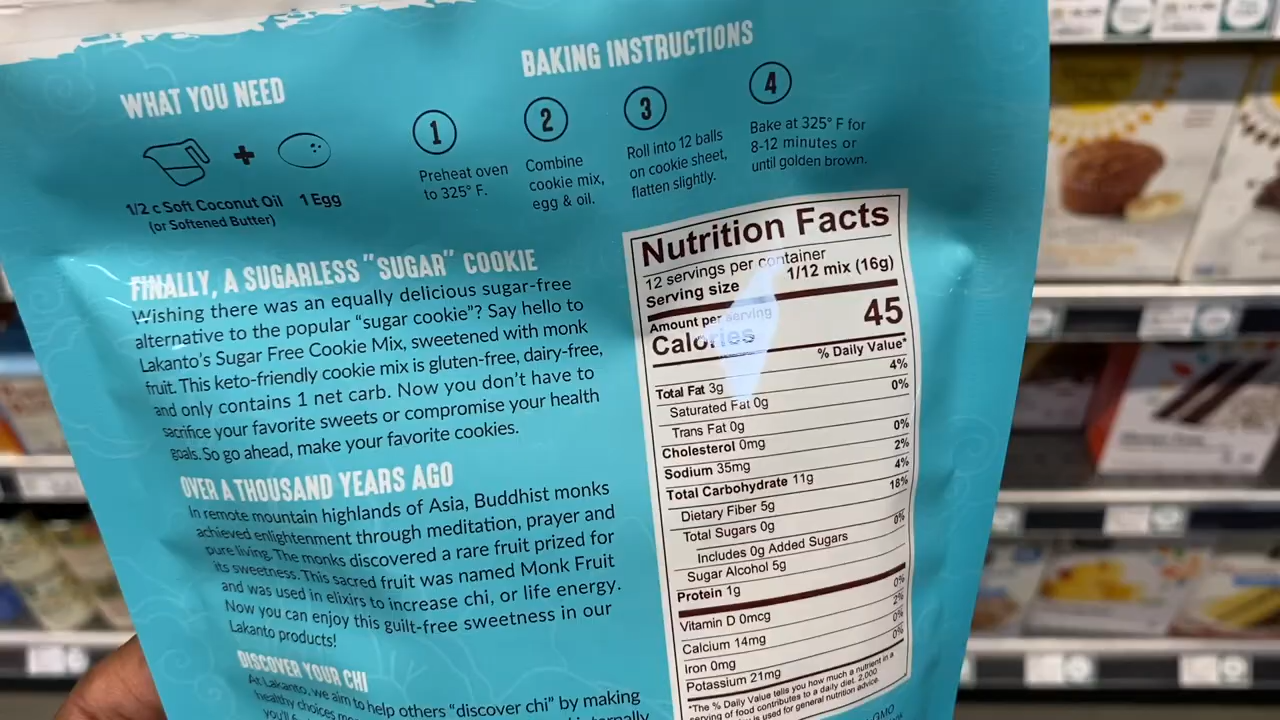 WHAT YOU NEED
1/2 c Soft Coconut Oil
(or Softened Butter)
+
1 Egg
BAKING INSTRUCTIONS
1
Preheat oven
to 325° F.
2
Combine
cookie mix,
egg & oil.
3
Roll into 12 balls
on cookie sheet,
flatten slightly.
4
Bake at 325° F for
8-12 minutes or
until golden brown.
FINALLY, A SUGARLESS "SUGAR" COOKIE
Wishing there was an equally delicious sugar-free
alternative to the popular “sugar cookie”? Say hello to
Lakanto’s Sugar Free Cookie Mix, sweetened with monk
fruit. This keto-friendly cookie mix is gluten-free, dairy-free,
and only contains 1 net carb. Now you don’t have to
sacrifice your favorite sweets or compromise your health
goals. So go ahead, make your favorite cookies.
OVER A THOUSAND YEARS AGO
In remote mountain highlands of Asia, Buddhist monks
achieved enlightenment through meditation, prayer and
pure living. The monks discovered a rare fruit prized for
its sweetness. This sacred fruit was named Monk Fruit
and was used in elixirs to increase chi, or life energy.
Now you can enjoy this guilt-free sweetness in our
Lakanto products!
DISCOVER YOUR CHI
At Lakanto, we aim to help others “discover chi” by making
healthy choices
Nutrition Facts
12 servings per container
Serving size 1/12 mix (16g)
Amount per serving
Calories 45
% Daily Value*
Total Fat 3g 4%
Saturated Fat 0g 0%
Trans Fat 0g
Cholesterol 0mg 0%
Sodium 35mg 2%
Total Carbohydrate 11g 4%
Dietary Fiber 5g 18%
Total Sugars 0g
Includes 0g Added Sugars 0%
Sugar Alcohol 5g
Protein 1g
Vitamin D 0mcg 0%
Calcium 14mg 2%
Iron 0mg 0%
Potassium 21mg 0%
*The % Daily Value tells you how much a nutrient in a
serving of food contributes to a daily diet. 2,000
is used for general nutrition advice.